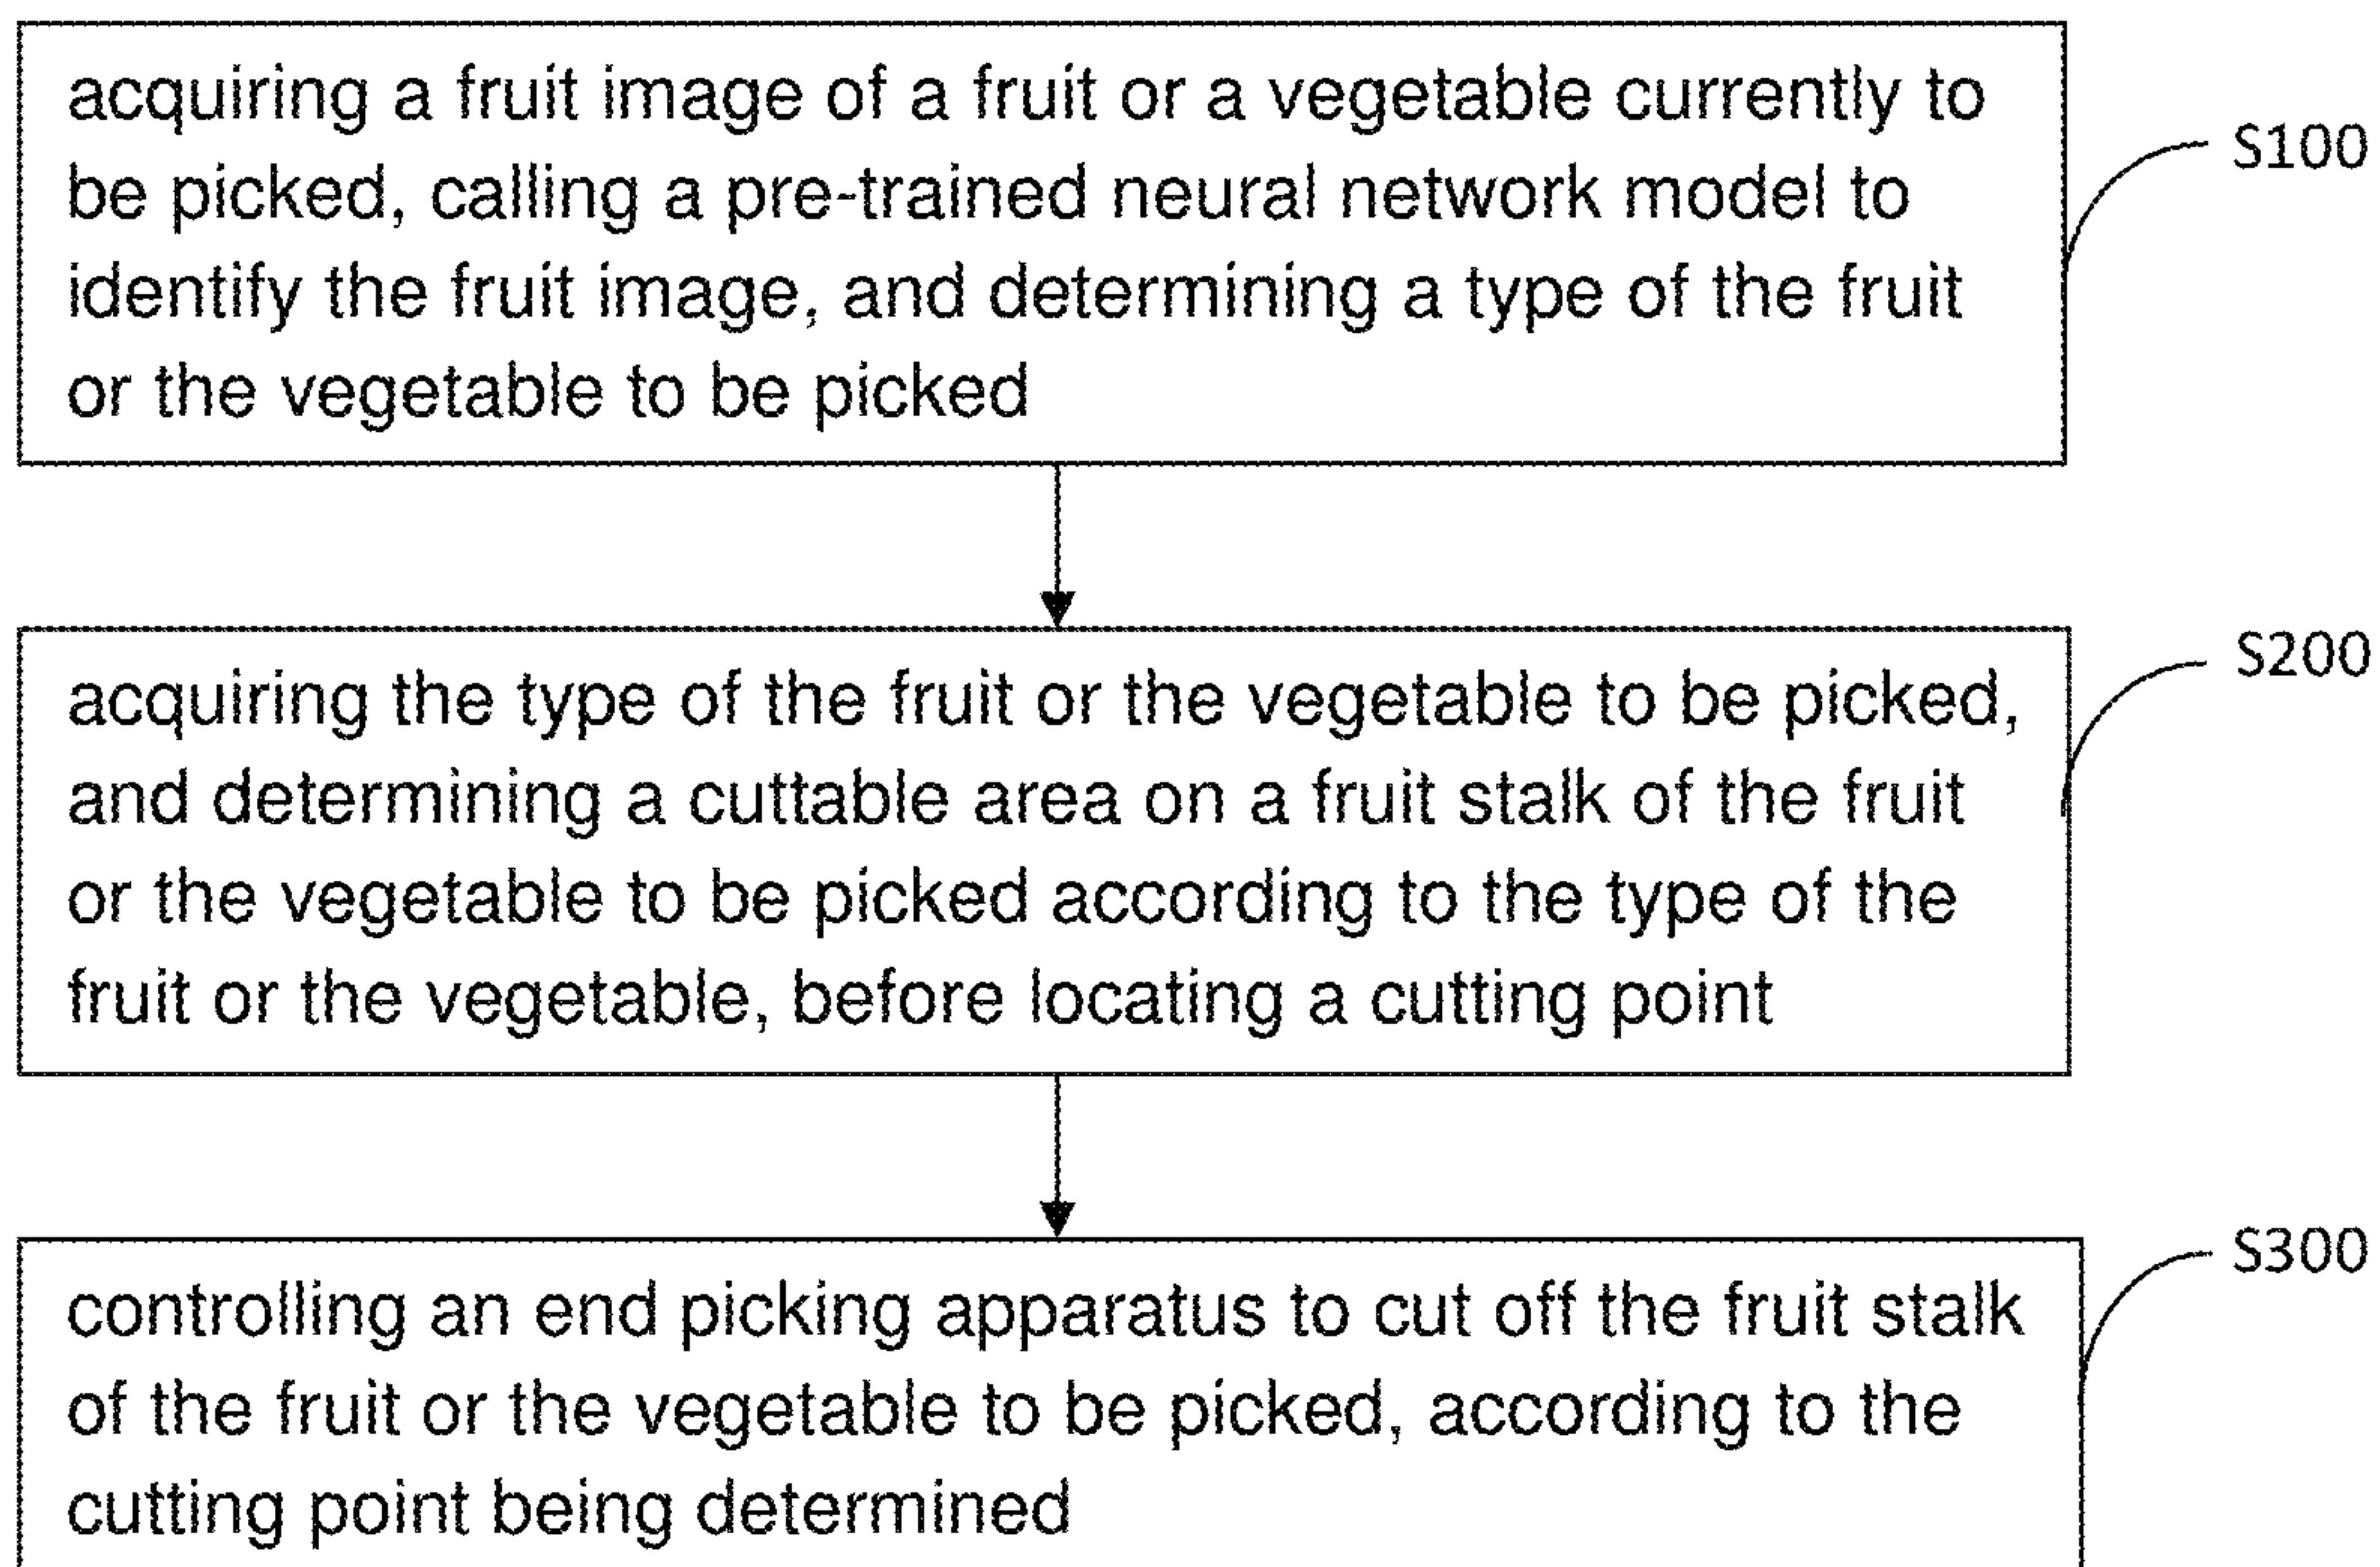 acquiring a fruit image of a fruit or a vegetable currently to
be picked, calling a pre-trained neural network model to
identify the fruit image, and determining a type of the fruit
or the vegetable to be picked
S100
acquiring the type of the fruit or the vegetable to be picked,
and determining a cuttable area on a fruit stalk of the fruit
or the vegetable to be picked according to the type of the
fruit or the vegetable, before locating a cutting point
S200
controlling an end picking apparatus to cut off the fruit stalk
of the fruit or the vegetable to be picked, according to the
cutting point being determined
S300